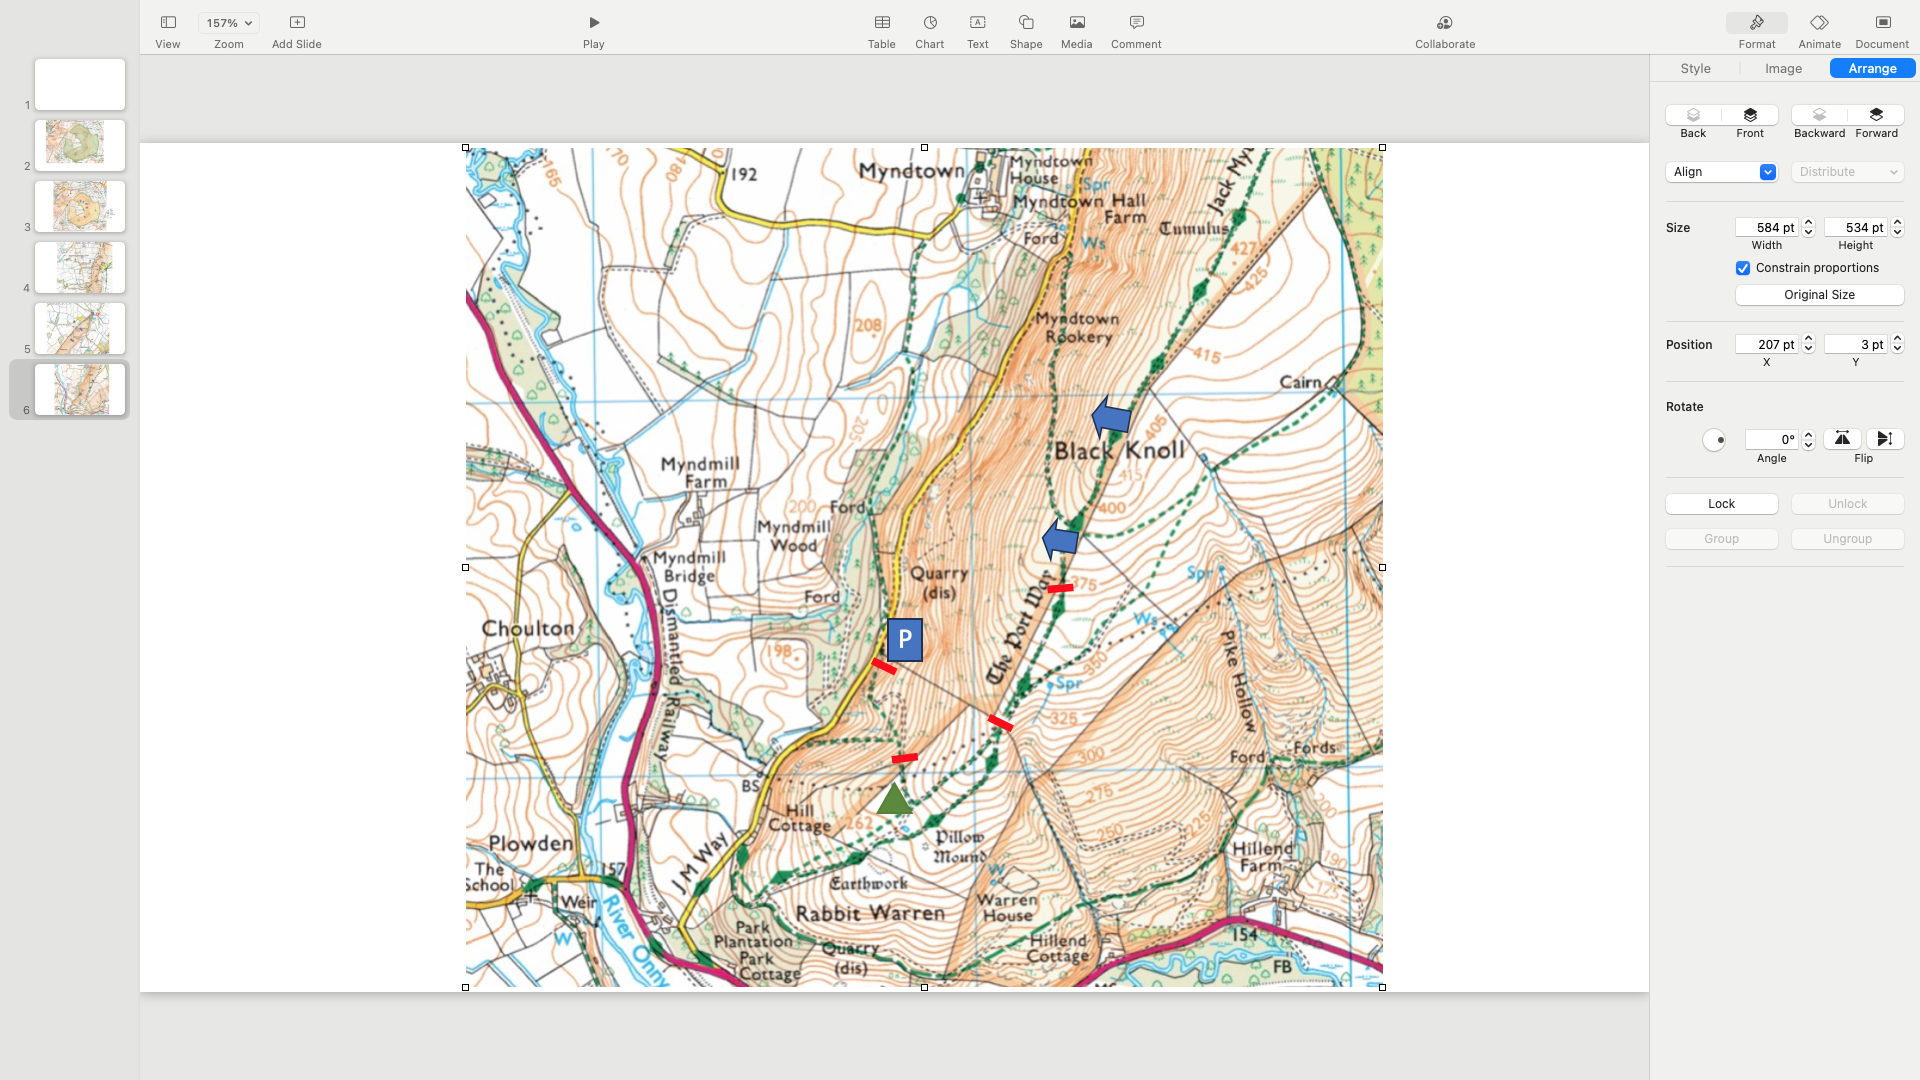 View
157%
Zoom
Add Slide
Play
Table
Chart
Text
Shape
Media
Comment
Collaborate
Format
Animate
Document
1
2
3
4
5
6
Style
Image
Arrange
Back
Front
Backward
Forward
Align
Distribute
Size
584 pt
534 pt
Width
Height
Constrain proportions
Original Size
Position
207 pt
3 pt
X
Y
Rotate
0°
Angle
Flip
Lock
Unlock
Group
Ungroup
165
170
180
192
Myndtown
Myndtown
House
Spr
Myndtown Hall
Farm
Ford
Ws
Jack My
Tumulus
427
425
208
Myndtown
Rookery
415
Cairn
205
405
Black Knoll
415
Myndmill
Farm
200
Ford
400
Myndmill
Wood
Myndmill
Bridge
Quarry
(dis)
Ford
The Port Way
375
Spr
Ws
Choulton
Dismantled Railway
198
P
350
Spr
325
Pike Hollow
300
Ford
Fords
BS
275
200
Hill
Cottage
262
250
225
Pillow
Mound
Plowden
The
School
157
J M Way
Earthwork
W
Hillend
Farm
190
175
Weir
River Onny
Rabbit Warren
Warren
House
W
Park
Plantation
Park
Cottage
Quarry
(dis)
Hillend
Cottage
154
FB